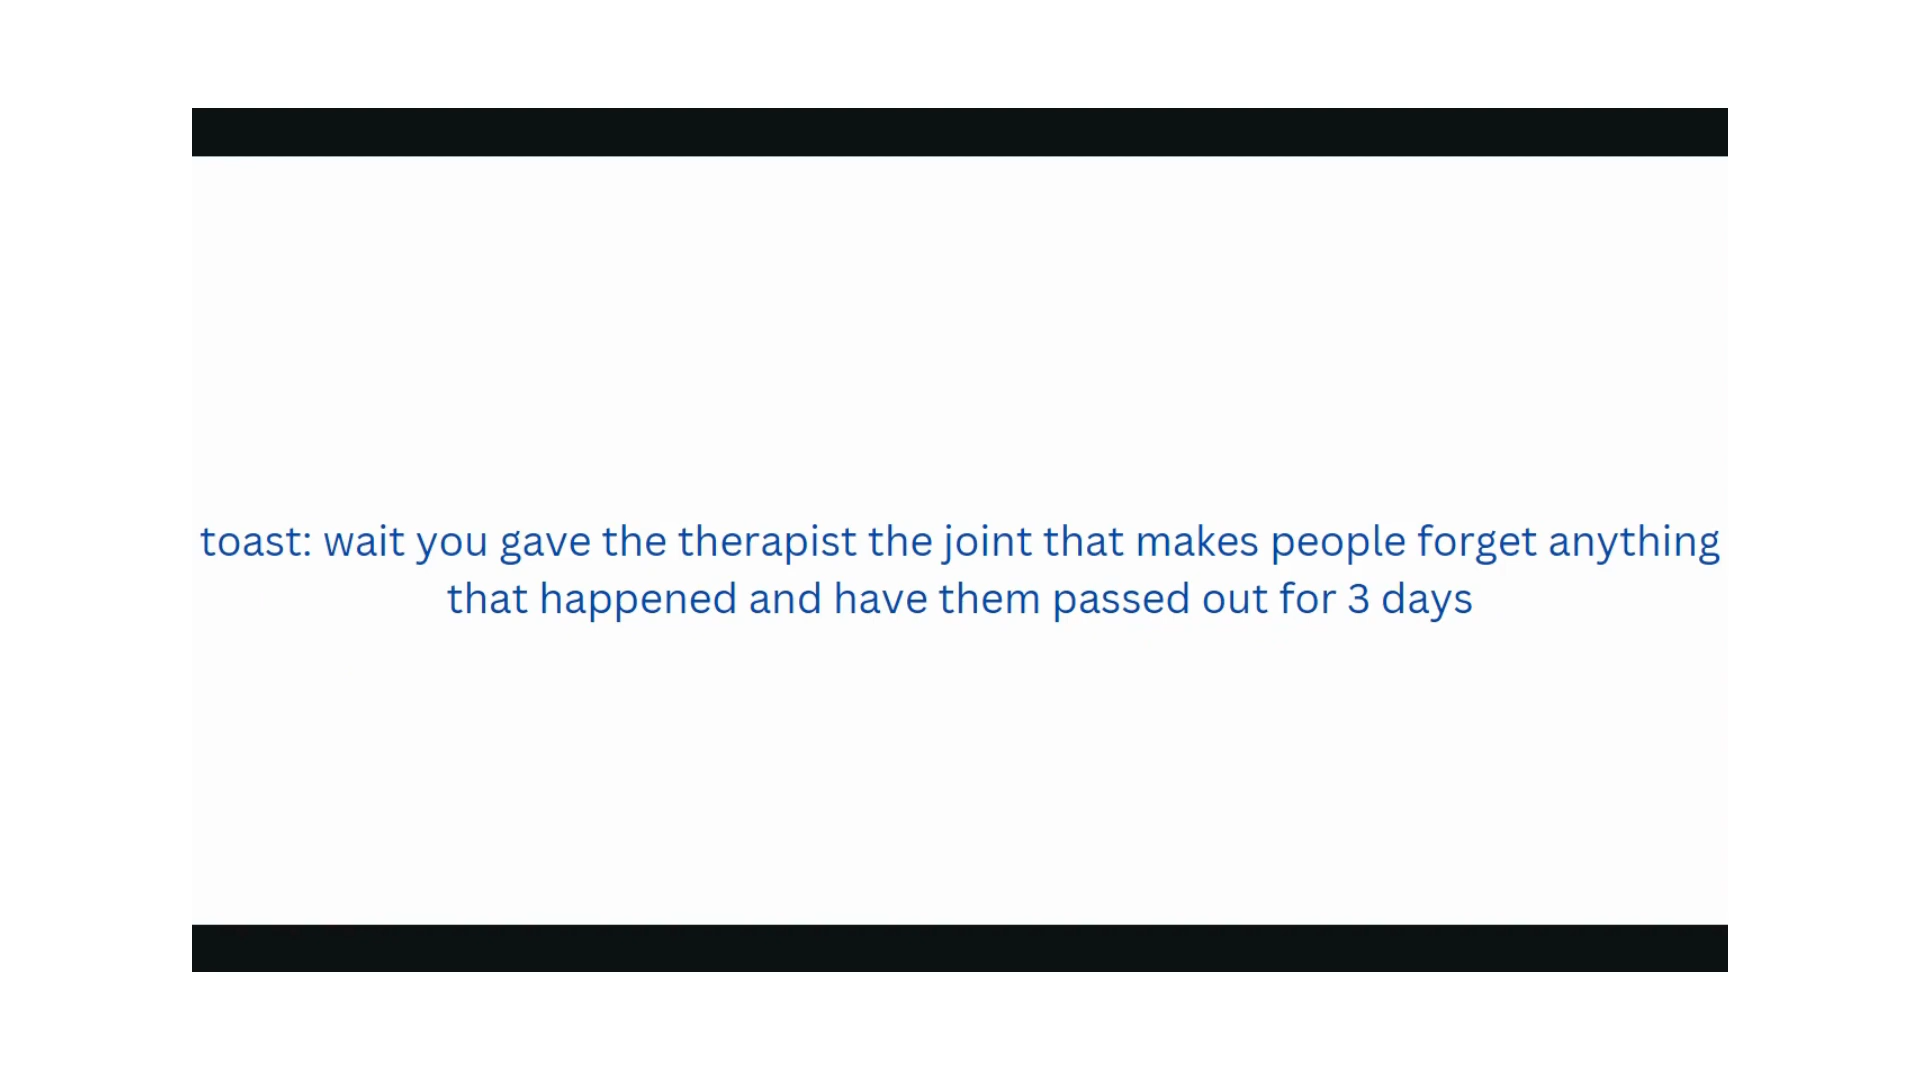 toast: wait you gave the therapist the joint that makes people forget anything
that happened and have them passed out for 3 days